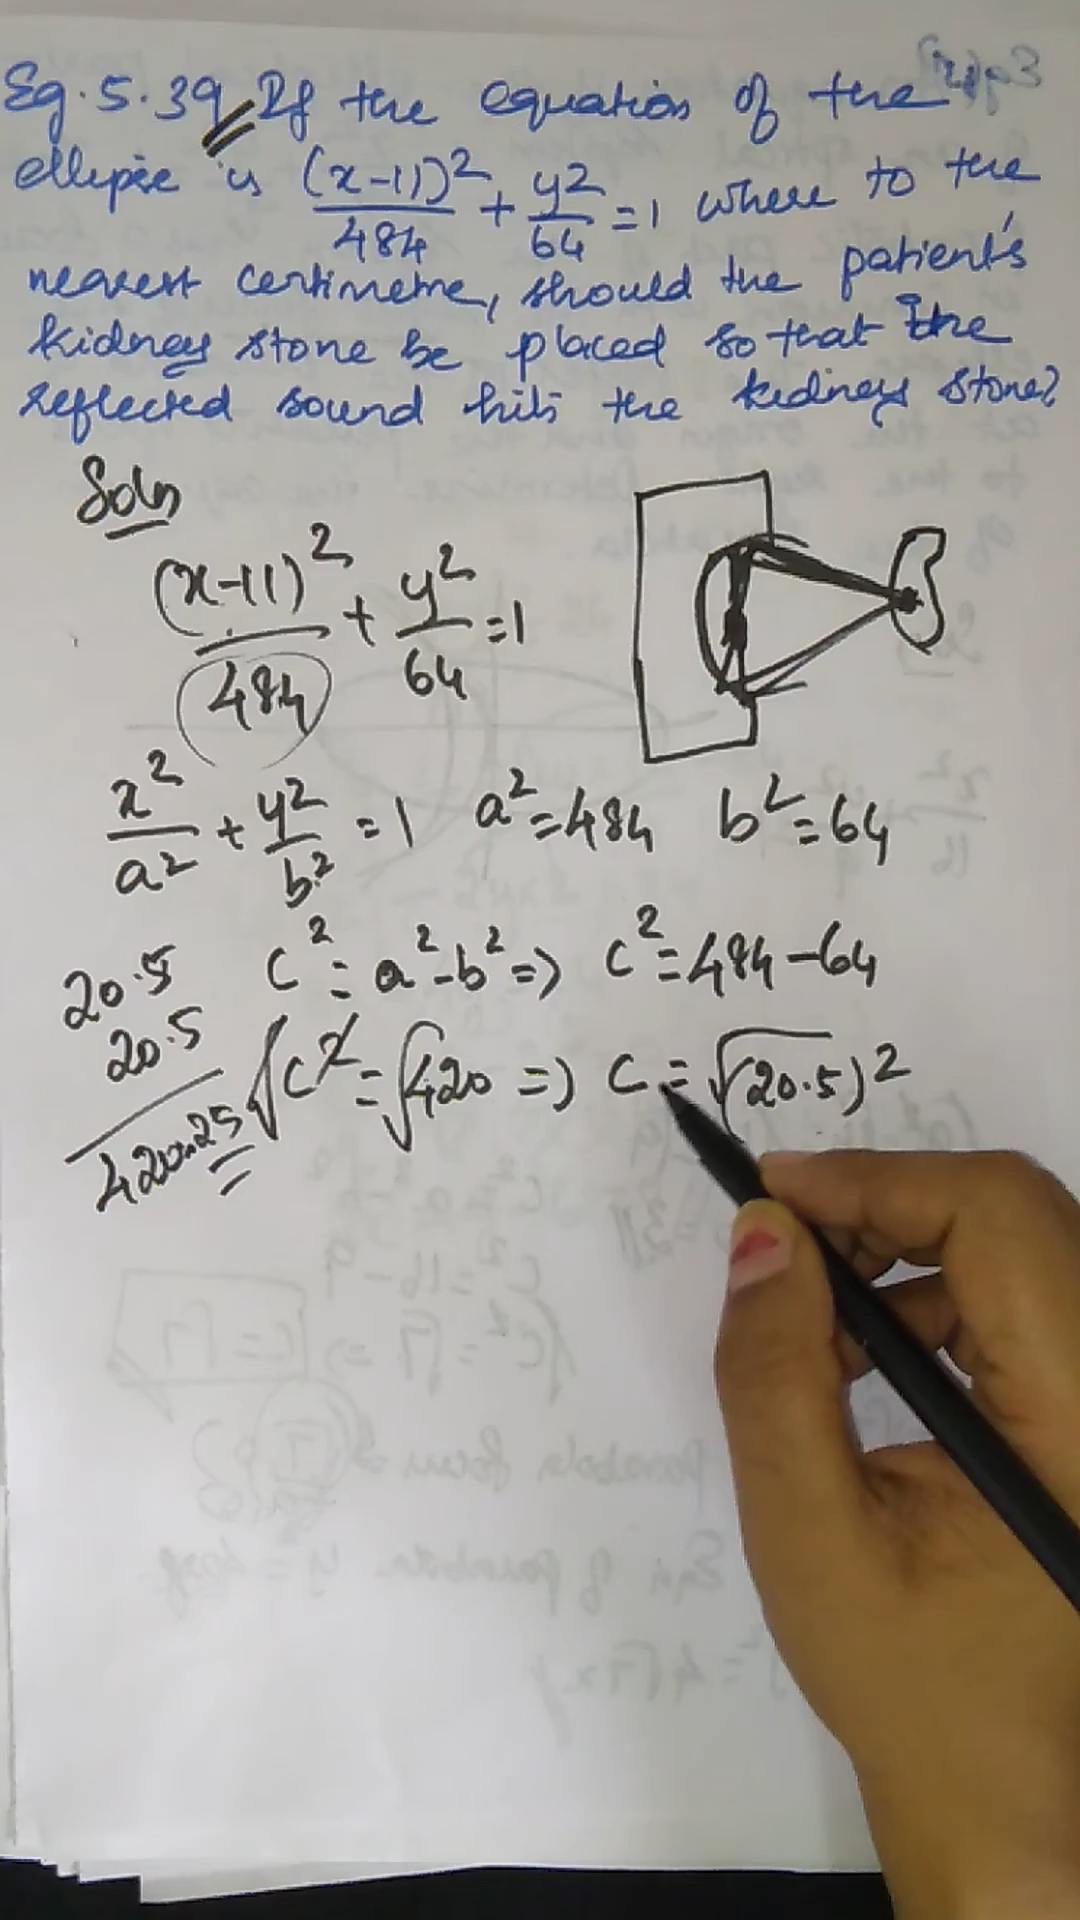 Eg. 5.39 If the equation of the
ellipse is (x-11)²/484 + y²/64 = 1 where to the
nearest centimetre, should the patient's
kidney stone be placed so that the
reflected sound hits the kidney stone?
Soln
(x-11)²/484 + y²/64 = 1
x²/a² + y²/b² = 1 a² = 484 b² = 64
c² = a² - b² => c² = 484 - 64
√c² = √420 => c = √(20.5)²
20.5
20.5
420.25